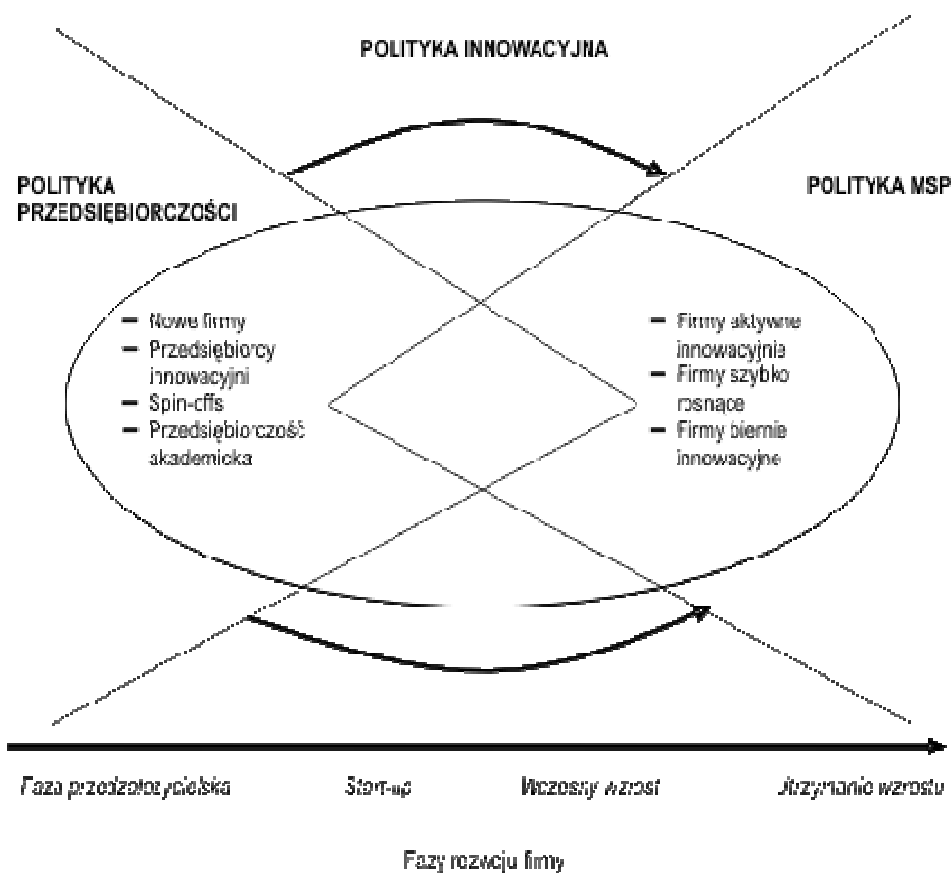 POLITYKA INNOWACYJNA
POLITYKA
PRZEDSIĘBIORCZOŚCI
POLITYKA MSP
– Nowe firmy
– Przedsiębiorcy
innowacyjni
– Spin-offs
– Przedsiębiorczość
akademicka
– Firmy aktywne
innowacyjnie
– Firmy szybko
rosnące
– Firmy biernie
innowacyjne
Faza przedzałożycielska
Start-up
Wczesny wzrost
Utrzymanie wzrostu
Fazy rozwoju firmy